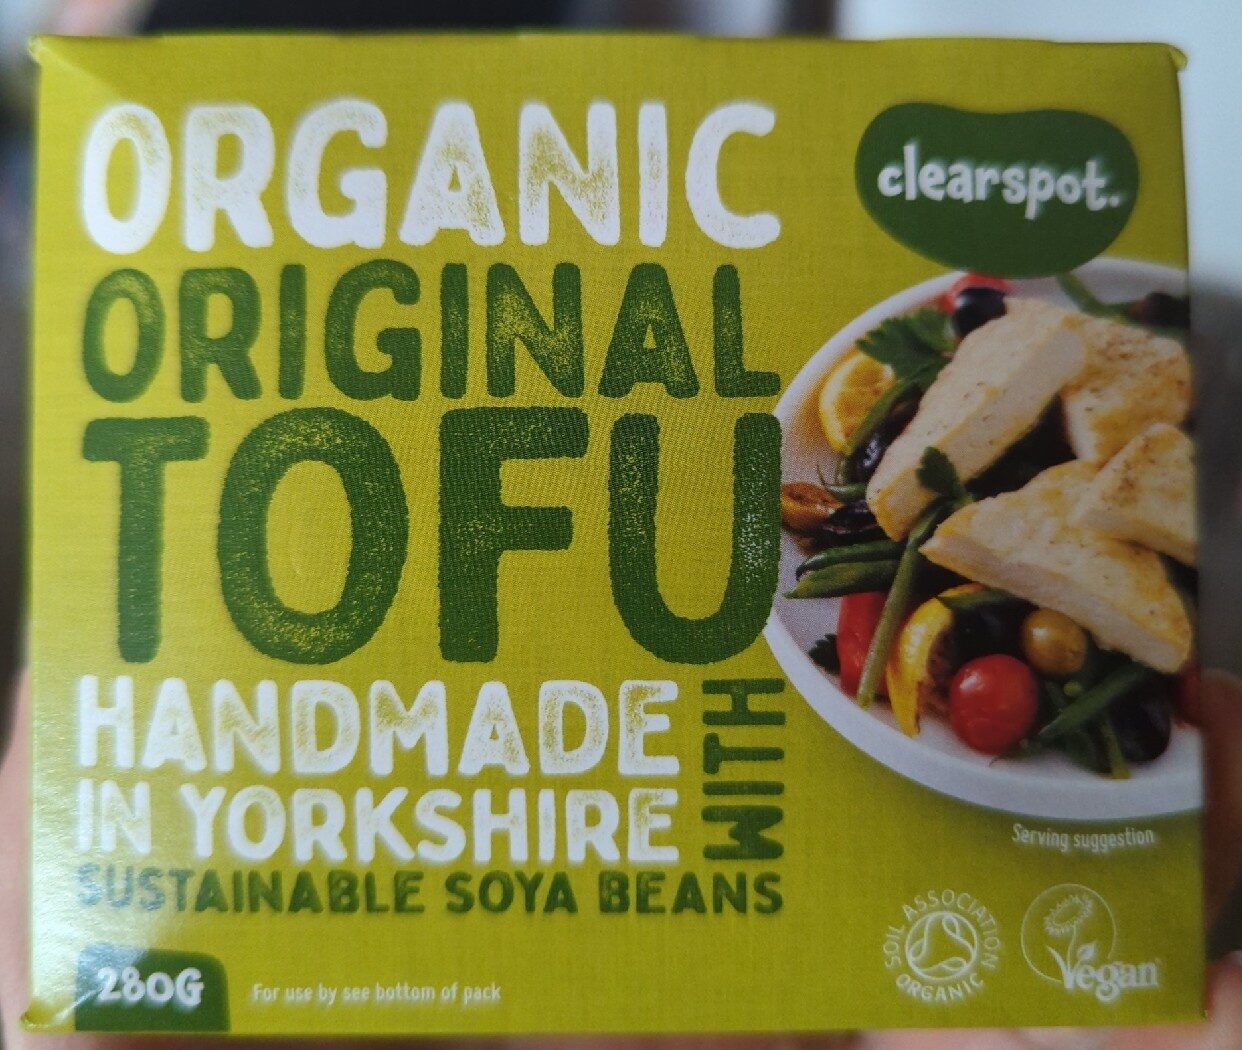 ORGANIC
ORIGINAL
TOFU
HANDMADE
IN YORKSHIRE
WITH
SUSTAINABLE SOYA BEANS
280G
For use by see bottom of pack
clearspot.
Serving suggestion
SOIL ASSOCIATION
ORGANIC
Vegan